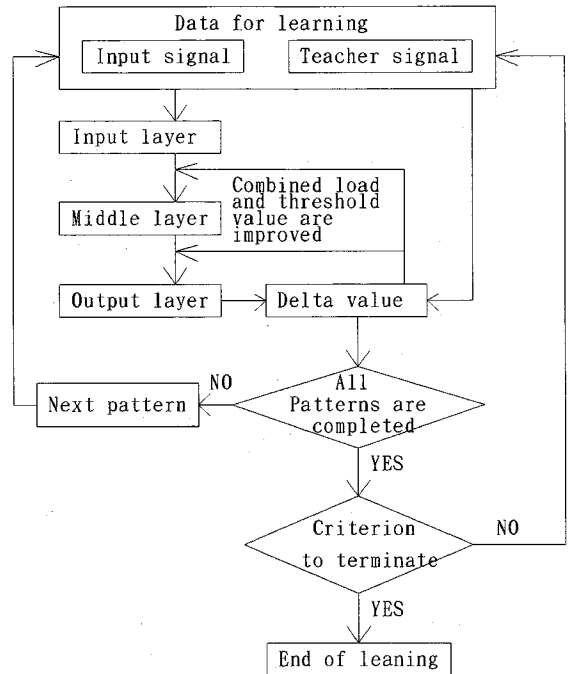 Data for learning
Input signal
Teacher signal
Input layer
Combined load
and threshold
value are
improved
Middle layer
Output layer
Delta value
All
Patterns are
completed
NO
Next pattern
YES
Criterion
to terminate
NO
YES
End of leaning